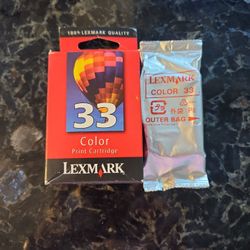 100% LEXMARK QUALITY
33
Color
Print Cartridge
LEXMARK
LEXMARK
COLOR 33
OUTER BAG